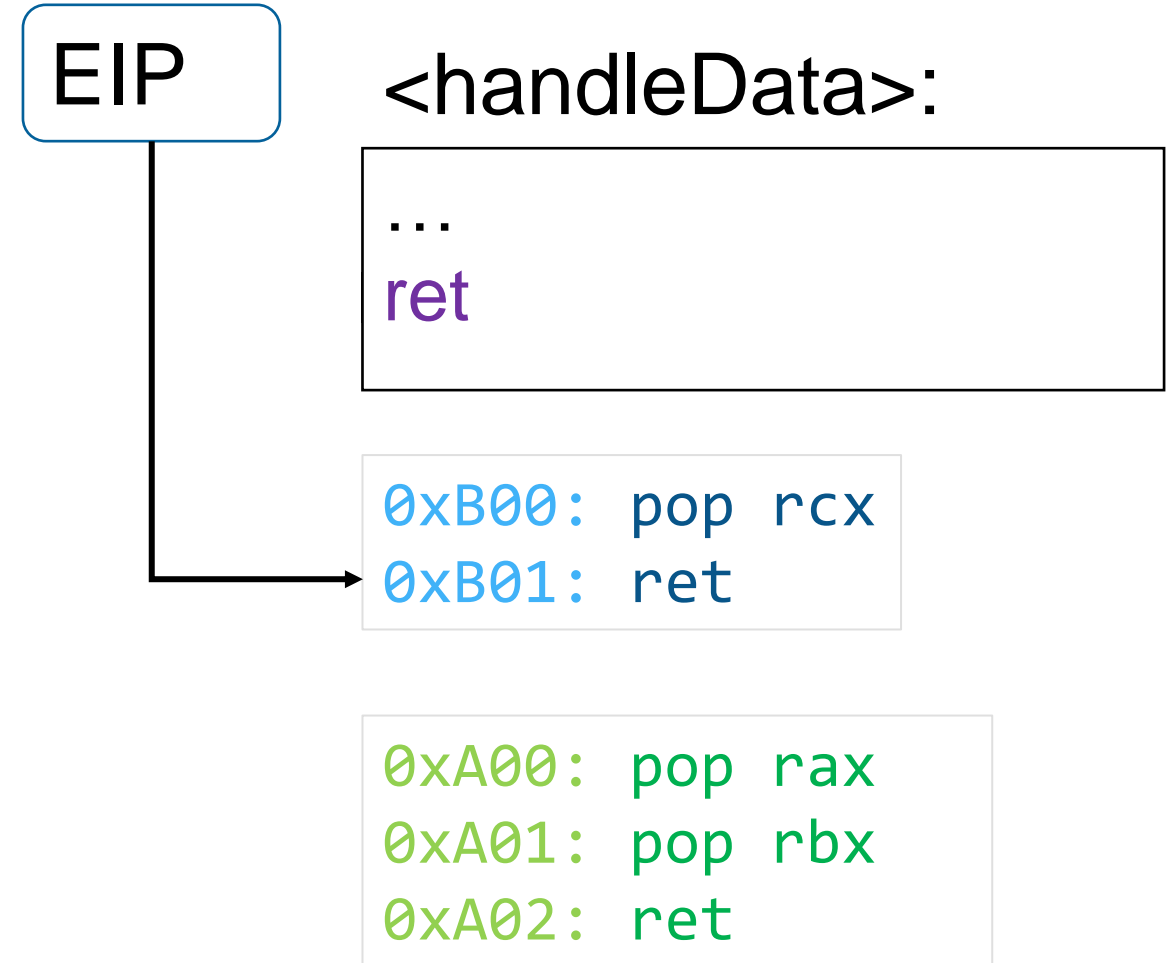 EIP
<handleData>:
…
ret
0xB00: pop rcx
0xB01: ret
0xA00: pop rax
0xA01: pop rbx
0xA02: ret